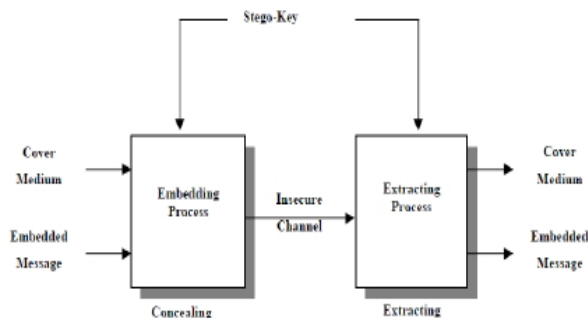 Stego-Key
Cover
Medium
Embedded
Message
Embedding
Process
Concealing
Insecure
Channel
Extracting
Process
Extracting
Cover
Medium
Embedded
Message